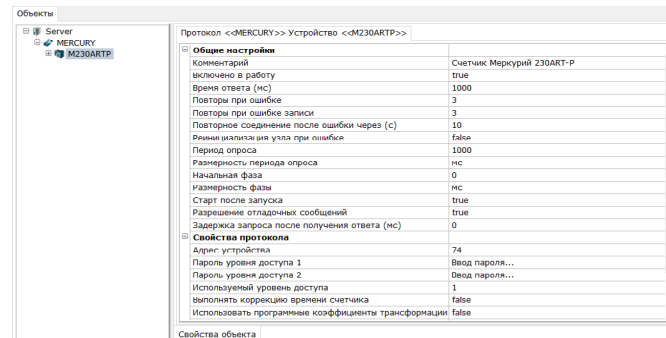 Объекты
Server
MERCURY
M230ARTP
Протокол <<MERCURY>> Устройство <<M230ARTP>>
Общие настройки
Комментарий Счетчик Меркурий 230ART-P
Включено в работу true
Время ответа (мс) 1000
Повторы при ошибке 3
Повторы при ошибке записи 3
Повторное соединение после ошибки через (с) 10
Реинициализация узла при ошибке false
Период опроса 1000
Размерность периода опроса мс
Начальная фаза 0
Размерность фазы мс
Старт после запуска true
Разрешение отладочных сообщений true
Задержка запроса после получения ответа (мс) 0
Свойства протокола
Адрес устройства 74
Пароль уровня доступа 1 Ввод пароля...
Пароль уровня доступа 2 Ввод пароля...
Используемый уровень доступа 1
Выполнять коррекцию времени счетчика false
Использовать програмные коэффициенты трансформации false
Свойства объекта